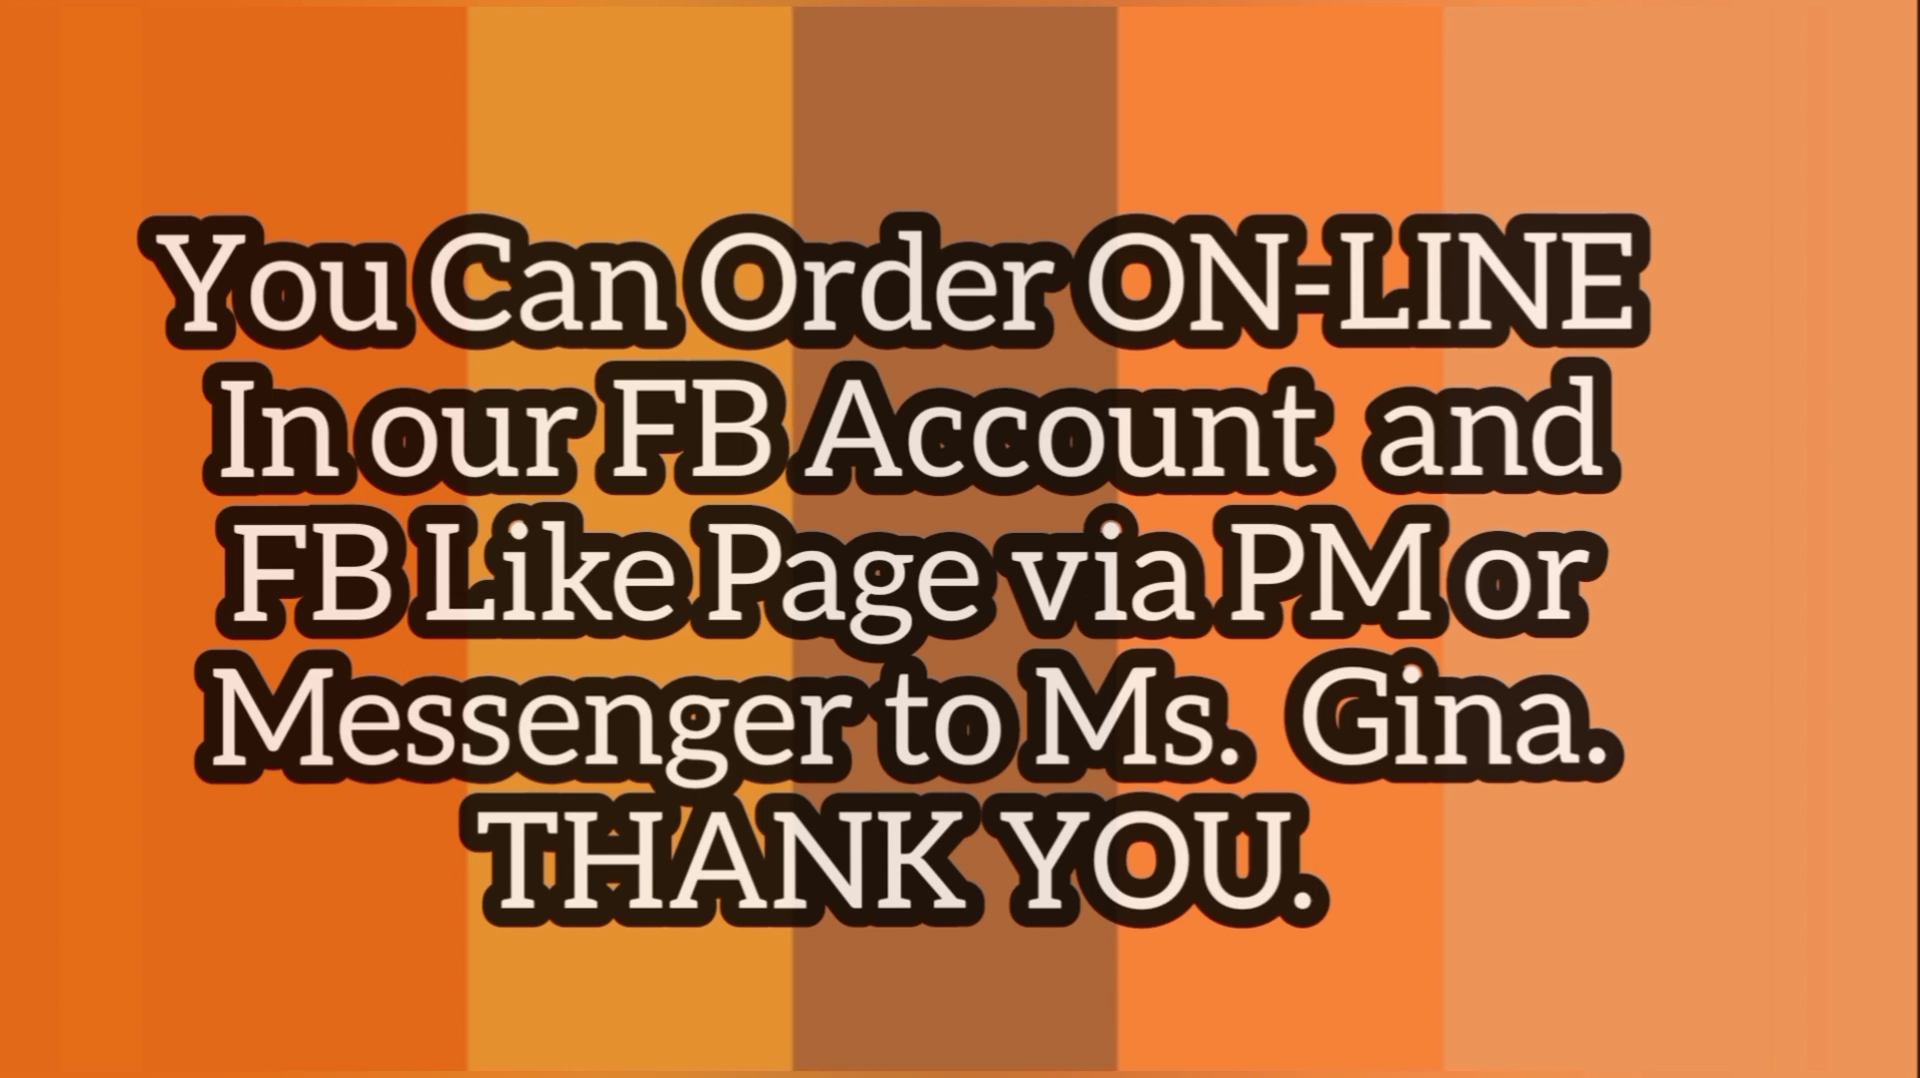 You Can Order ON-LINE
In our FB Account and
FB Like Page via PM or
Messenger to Ms. Gina.
THANK YOU.